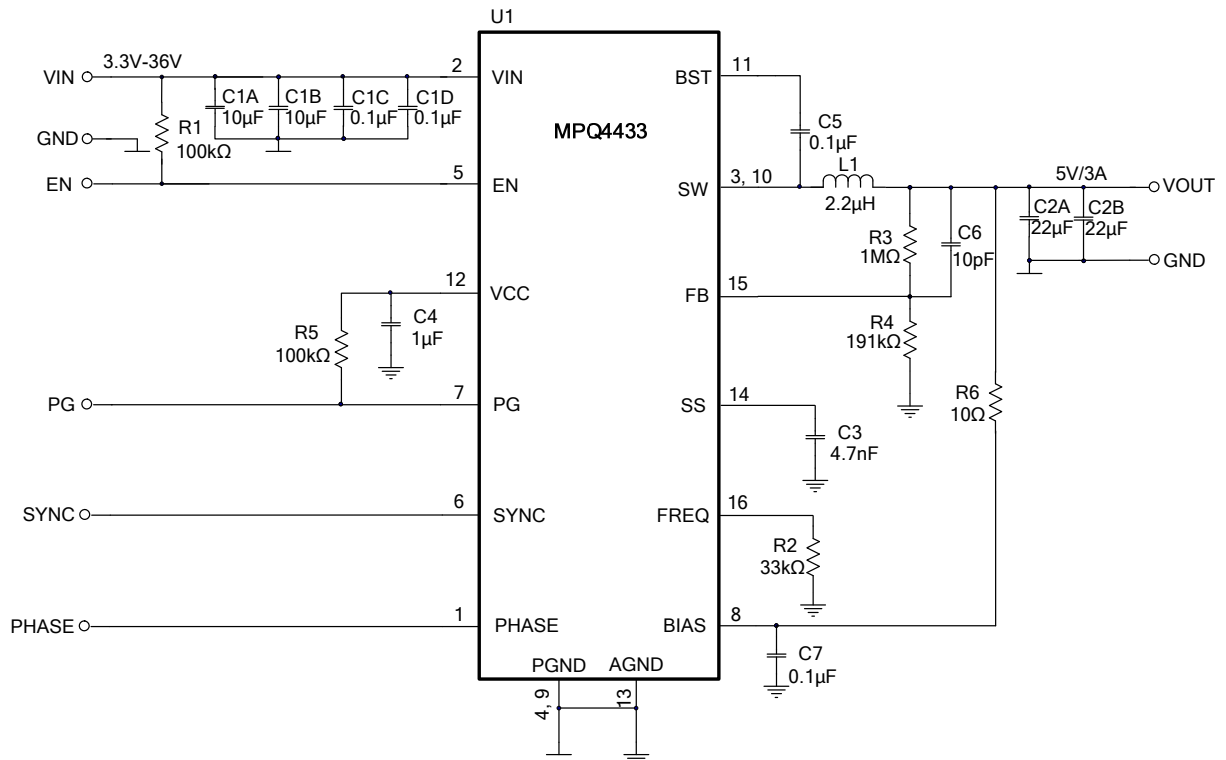 U1
VIN
3.3V-36V
2
VIN
BST
11
C1A
10µF
C1B
10µF
C1C
0.1µF
C1D
0.1µF
GND
R1
100kΩ
MPQ4433
C5
0.1µF
EN
5
EN
SW
3, 10
L1
2.2µH
5V/3A
VOUT
C2A
22µF
C2B
22µF
R3
1MΩ
C6
10pF
GND
12
VCC
FB
15
R5
100kΩ
C4
1µF
R4
191kΩ
PG
7
PG
SS
14
R6
10Ω
C3
4.7nF
SYNC
6
SYNC
FREQ
16
R2
33kΩ
PHASE
1
PHASE
BIAS
8
C7
0.1µF
PGND
AGND
4, 9
13